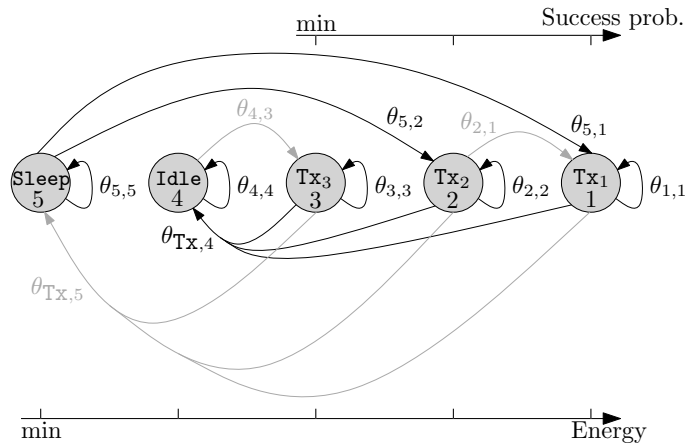 Success prob.
min
θ4,3
θ5,2
θ2,1
θ5,1
Sleep
5
θ5,5
Idle
4
θ4,4
Tx3
3
θ3,3
Tx2
2
θ2,2
Tx1
1
θ1,1
θTx,4
θTx,5
min
Energy